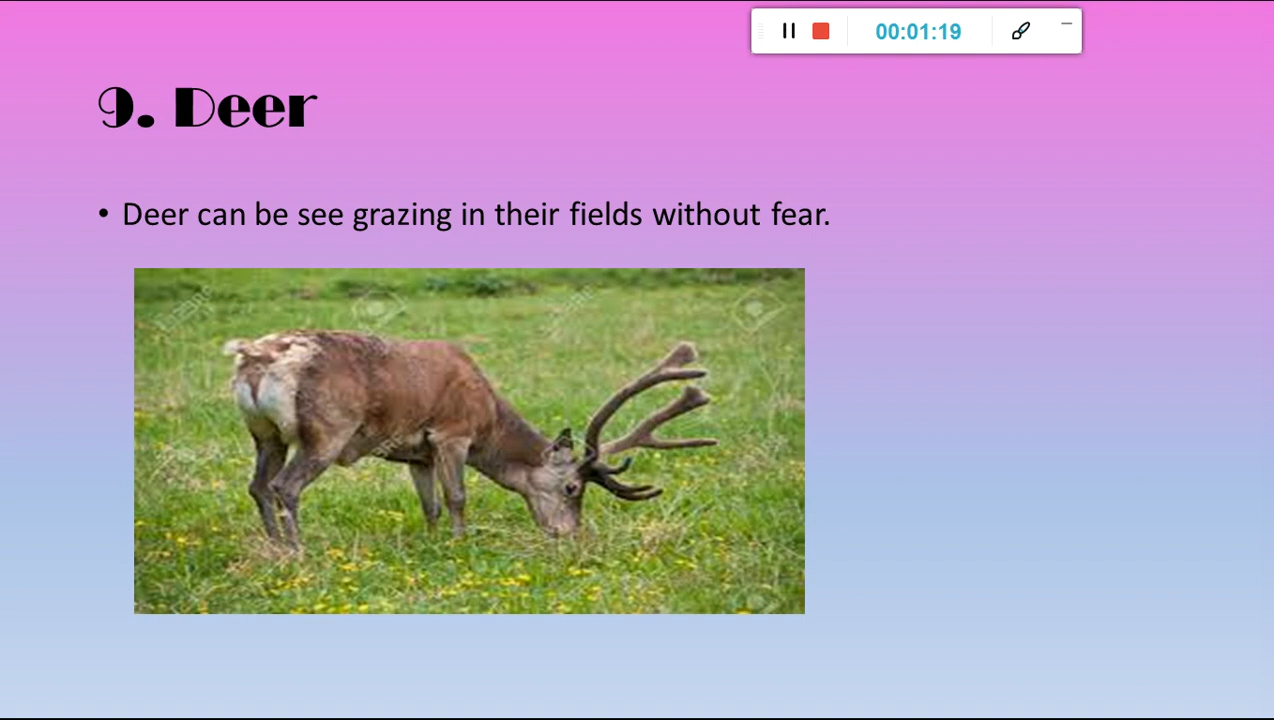 00:01:19
9. Deer
• Deer can be see grazing in their fields without fear.